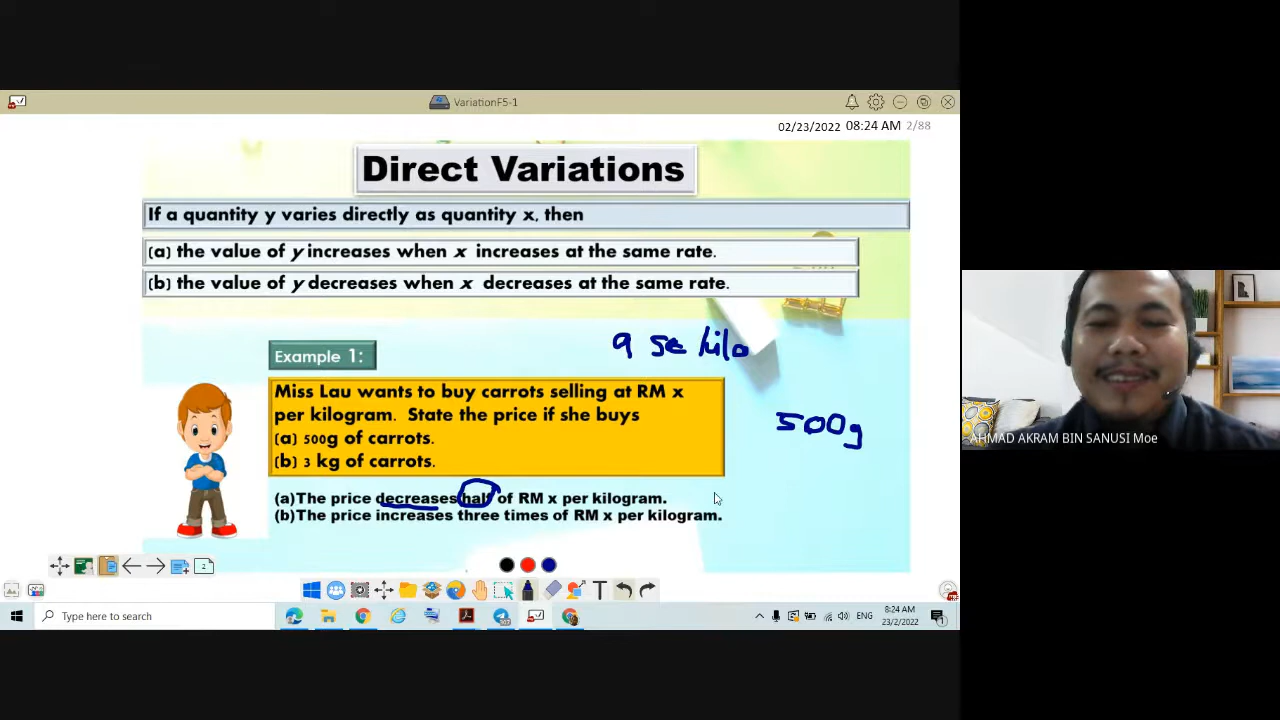 VariationF5-1
02/23/2022 08:24 AM 2/88
Direct Variations
If a quantity y varies directly as quantity x, then
(a) the value of y increases when x increases at the same rate.
(b) the value of y decreases when x decreases at the same rate.
9 se kilo
Example 1:
Miss Lau wants to buy carrots selling at RM x
per kilogram. State the price if she buys
(a) 500g of carrots.
(b) 3 kg of carrots.
500g
(a)The price decreases half of RM x per kilogram.
(b)The price increases three times of RM x per kilogram.
AHMAD AKRAM BIN SANUSI Moe
2
T
Type here to search
ENG
8:24 AM
23/2/2022